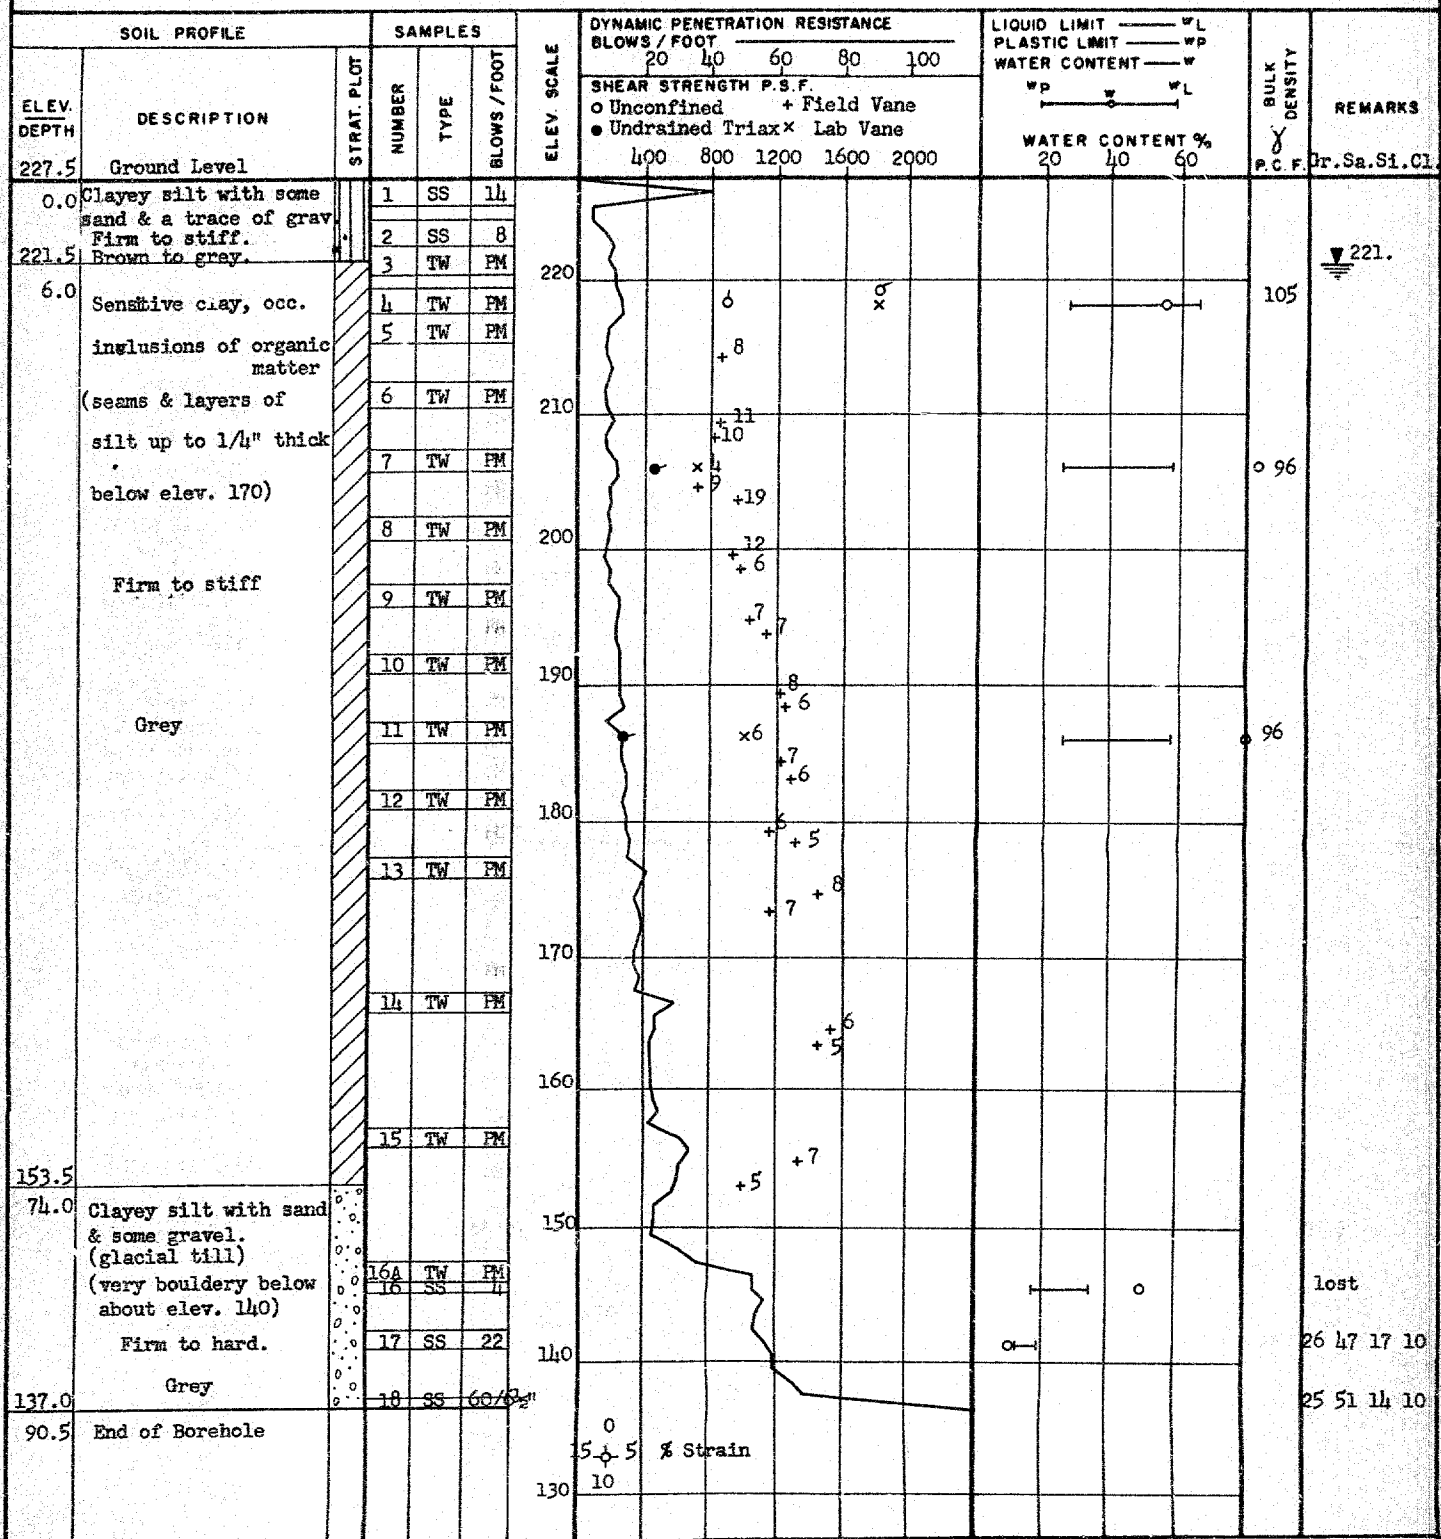 SOIL PROFILE
SAMPLES
ELEV. SCALE
DYNAMIC PENETRATION RESISTANCE
BLOWS / FOOT
20 40 60 80 100
SHEAR STRENGTH P.S.F.
o Unconfined + Field Vane
● Undrained Triax × Lab Vane
400 800 1200 1600 2000
LIQUID LIMIT wL
PLASTIC LIMIT wP
WATER CONTENT w
wP w wL
WATER CONTENT %
20 40 60
BULK DENSITY
γ
P.C.F.
REMARKS
Gr.Sa.Si.Cl.
ELEV.
DEPTH
DESCRIPTION
STRAT. PLOT
NUMBER
TYPE
BLOWS / FOOT
227.5 Ground Level
0.0 Clayey silt with some
sand & a trace of grav.
Firm to stiff.
221.5 Brown to grey.
6.0
Sensitive clay, occ.
inslusions of organic
matter
(seams & layers of
silt up to 1/4" thick
below elev. 170)
Firm to stiff
Grey
153.5
74.0 Clayey silt with sand
& some gravel.
(glacial till)
(very bouldery below
about elev. 140)
Firm to hard.
Grey
137.0
90.5 End of Borehole
1 SS 14
2 SS 8
3 TW PM
4 TW PM
5 TW PM
6 TW PM
7 TW PM
8 TW PM
9 TW PM
10 TW PM
11 TW PM
12 TW PM
13 TW PM
14 TW PM
15 TW PM
16A TW PM
16 SS 4
17 SS 22
18 SS 60/6½"
220
210
200
190
180
170
160
150
140
130
8
11
10
4
9
19
12
6
7
7
8
6
6
7
6
6
5
8
7
6
5
7
5
0
15 5 % Strain
10
221.
105
96
96
lost
26 47 17 10
25 51 14 10